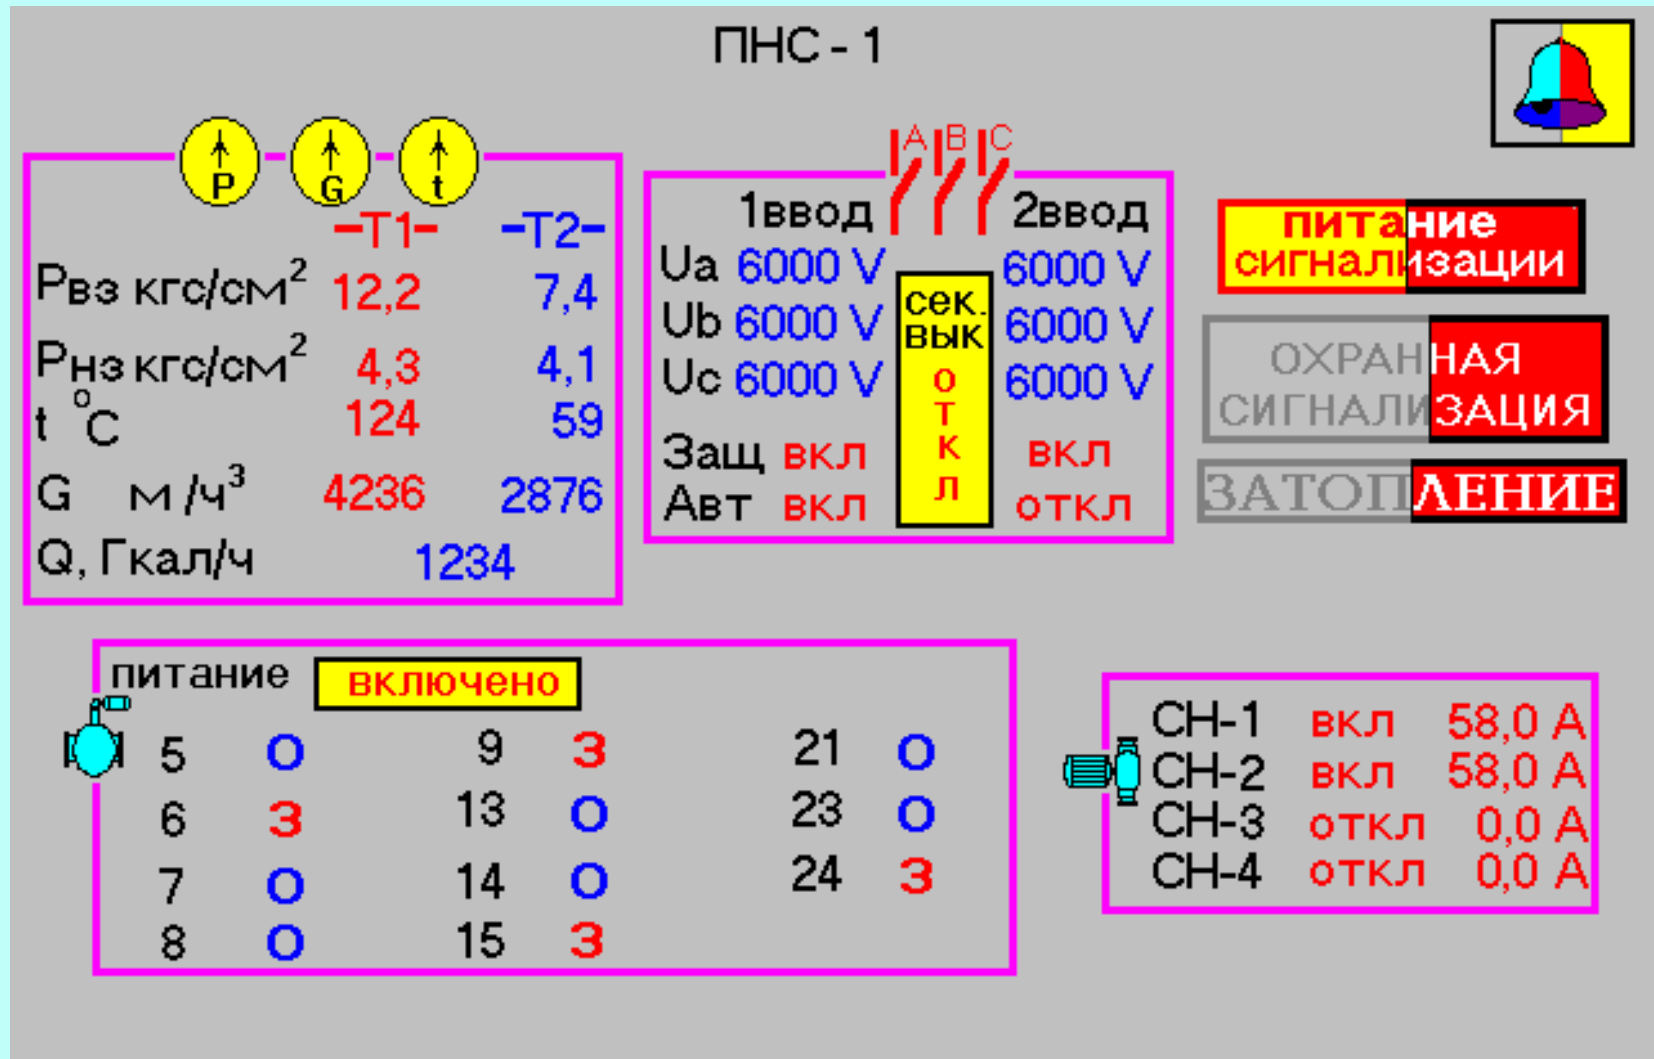 ПНС - 1
P G t
-Т1- -Т2-
Рвз кгс/см² 12,2 7,4
Рнз кгс/см² 4,3 4,1
t °C 124 59
G м /ч³ 4236 2876
Q, Гкал/ч 1234
A B C
1ввод 2ввод
Ua 6000 V 6000 V
Ub 6000 V 6000 V
Uc 6000 V 6000 V
сек.
вык
откл
Защ вкл вкл
Авт вкл откл
питание
сигнализации
ОХРАННАЯ
СИГНАЛИЗАЦИЯ
ЗАТОПЛЕНИЕ
питание включено
5 О 9 З 21 О
6 З 13 О 23 О
7 О 14 О 24 З
8 О 15 З
СН-1 вкл 58,0 А
СН-2 вкл 58,0 А
СН-3 откл 0,0 А
СН-4 откл 0,0 А